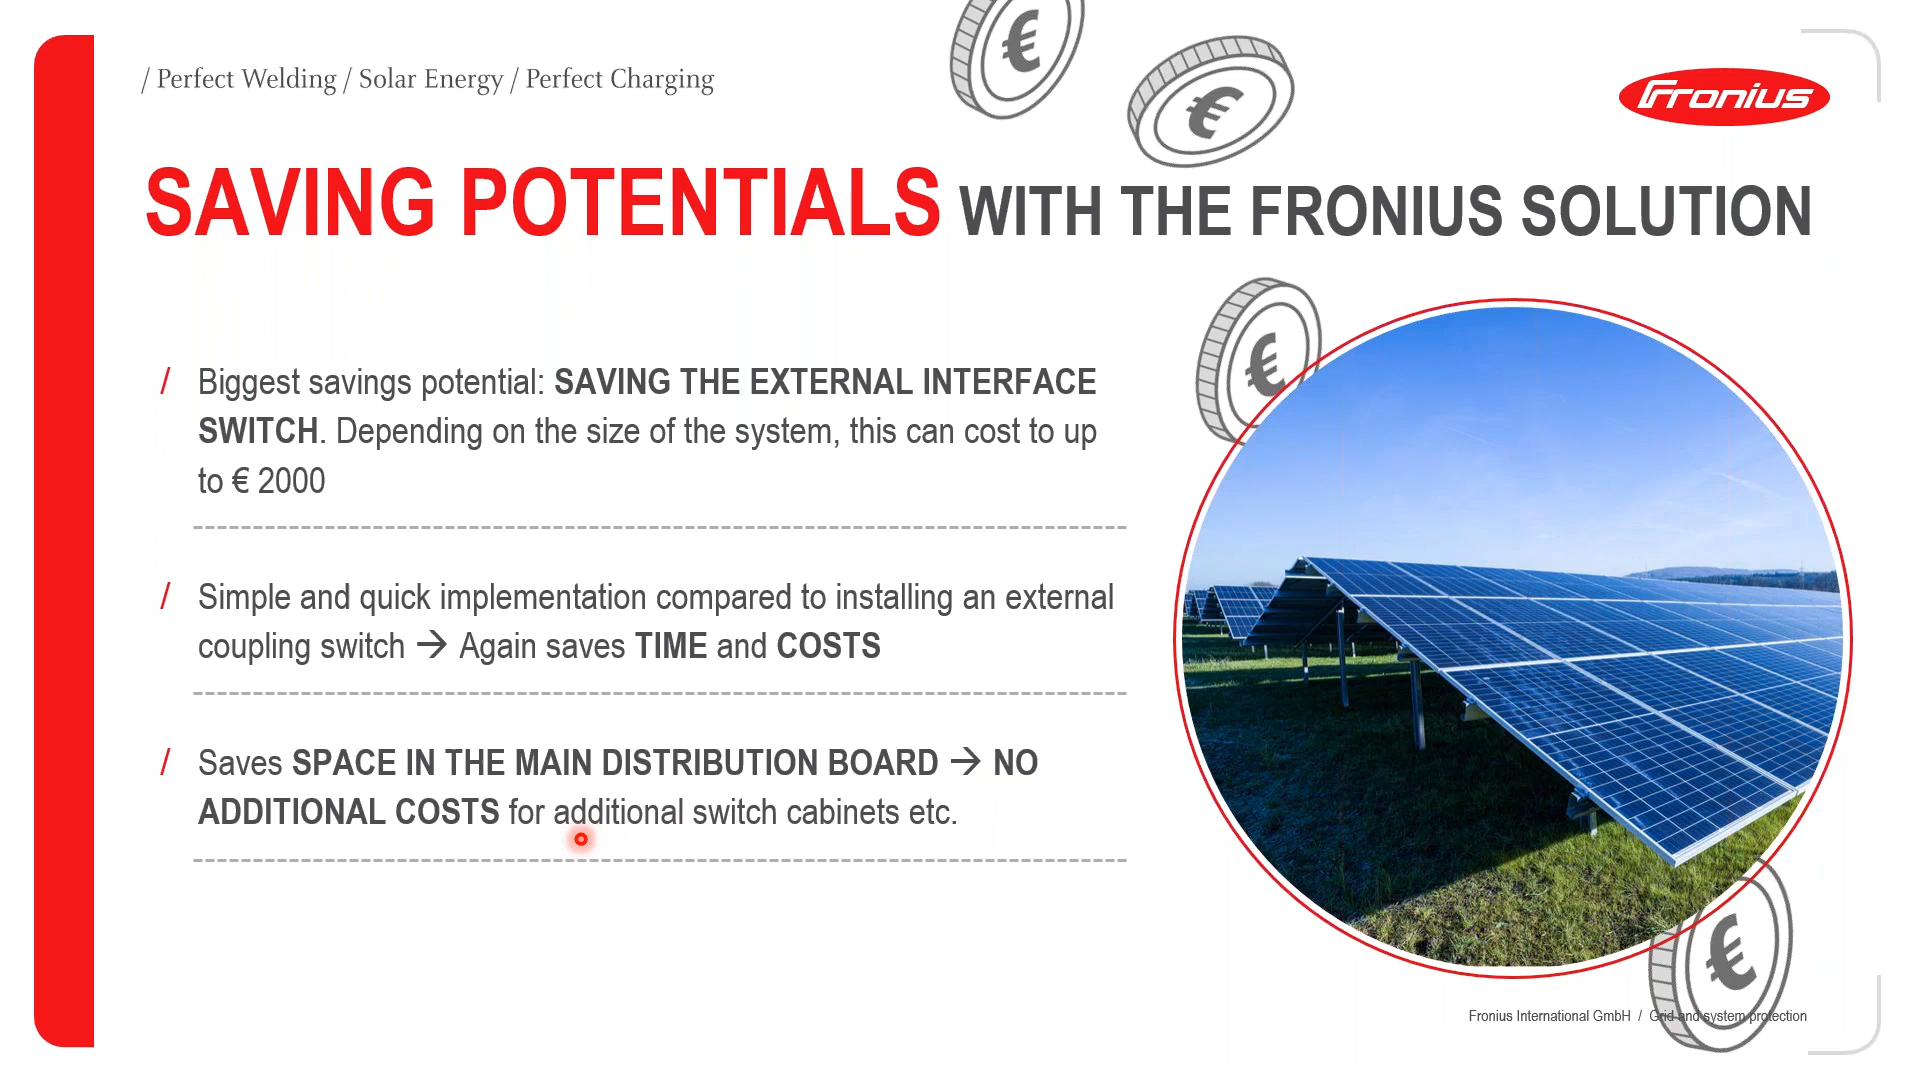 / Perfect Welding / Solar Energy / Perfect Charging
€
€
Fronius
SAVING POTENTIALS WITH THE FRONIUS SOLUTION
€
/ Biggest savings potential: SAVING THE EXTERNAL INTERFACE
SWITCH. Depending on the size of the system, this can cost to up
to € 2000
/ Simple and quick implementation compared to installing an external
coupling switch → Again saves TIME and COSTS
/ Saves SPACE IN THE MAIN DISTRIBUTION BOARD → NO
ADDITIONAL COSTS for additional switch cabinets etc.
€
Fronius International GmbH / Grid and system protection